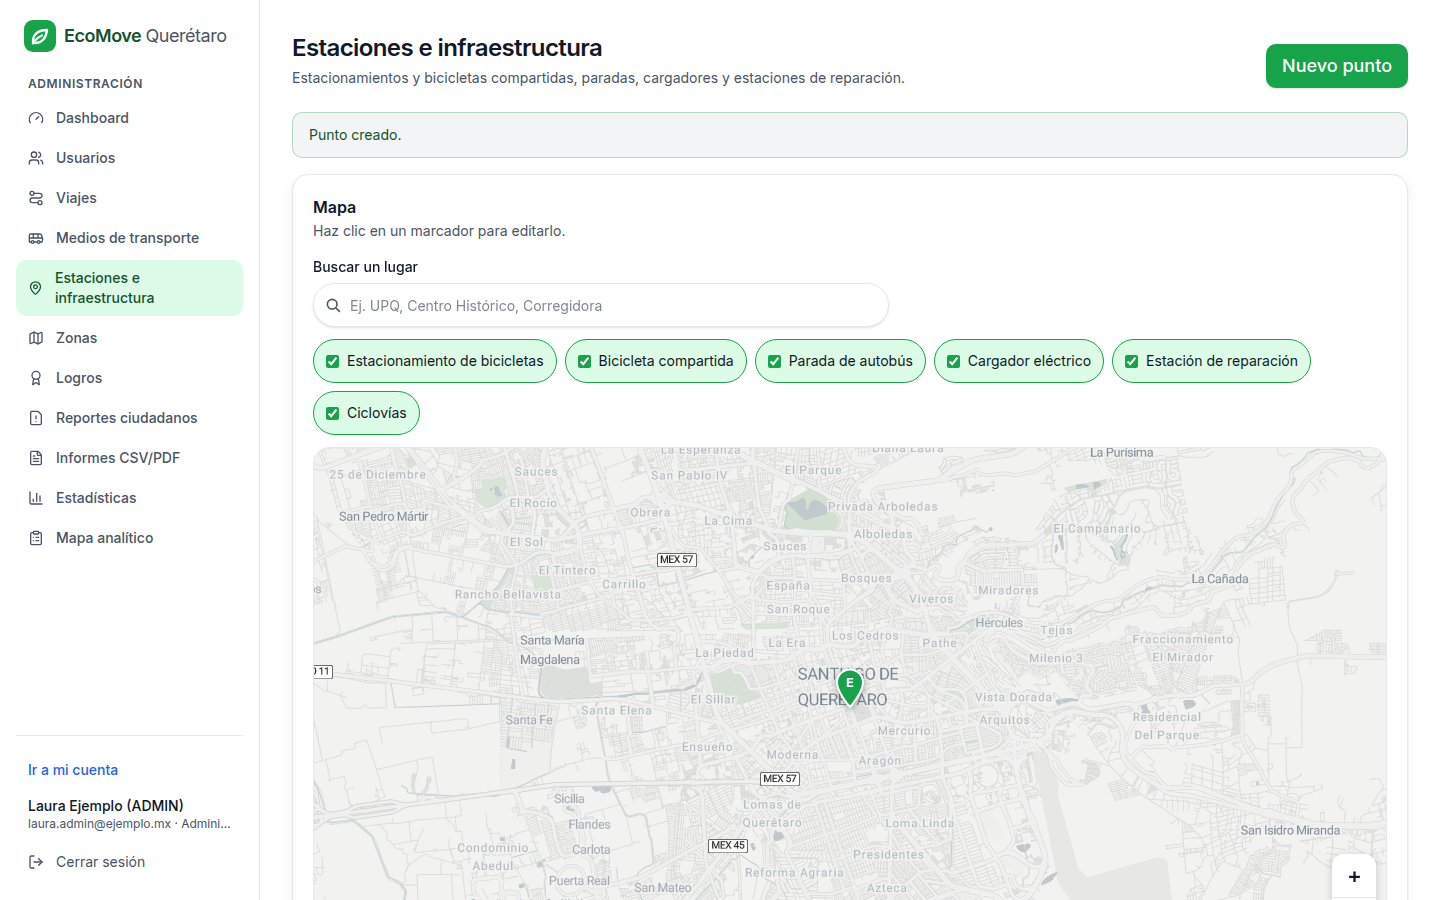 EcoMove Querétaro
ADMINISTRACIÓN
Dashboard
Usuarios
Viajes
Medios de transporte
Estaciones e
infraestructura
Zonas
Logros
Reportes ciudadanos
Informes CSV/PDF
Estadísticas
Mapa analítico
Ir a mi cuenta
Laura Ejemplo (ADMIN)
laura.admin@ejemplo.mx · Admini...
Cerrar sesión
Estaciones e infraestructura
Estacionamientos y bicicletas compartidas, paradas, cargadores y estaciones de reparación.
Nuevo punto
Punto creado.
Mapa
Haz clic en un marcador para editarlo.
Buscar un lugar
Ej. UPQ, Centro Histórico, Corregidora
Estacionamiento de bicicletas
Bicicleta compartida
Parada de autobús
Cargador eléctrico
Estación de reparación
Ciclovías
La Esperanza
Diana Laura
La Purisima
25 de Diciembre
Sauces
San Pablo IV
El Parque
El Rocío
Privada Arboledas
San Pedro Mártir
Obrera
La Cima
El Campanario
El Sol
Sauces
Alboledas
MEX 57
El Tintero
Carrillo
España
Bosques
La Cañada
Rancho Bellavista
Viveros
Miradores
San Roque
Hércules
Tejas
Santa María
Magdalena
La Era
Los Cedros
Pathe
Fraccionamiento
El Mirador
La Piedad
Milenio 3
SANTIAGO DE
QUERÉTARO
E
El Sillar
Vista Dorada
Santa Elena
Santa Fe
Arquitos
Residencial
Del Parque
Mercurio
Ensueño
Moderna
Aragón
MEX 57
Sicilia
Lomas de
Querétaro
Flandes
Loma Linda
San Isidro Miranda
MEX 45
Condominio
Abedul
Carlota
Presidentes
Reforma Agraria
Puerta Real
San Mateo
Azteca
+